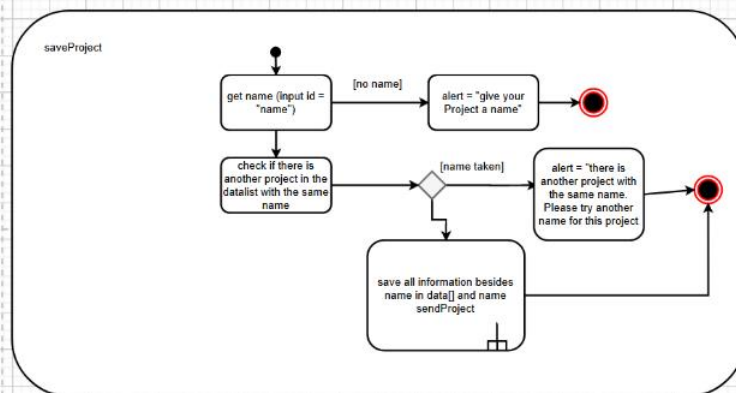 saveProject
[no name]
get name (input id =
"name")
alert = "give your
Project a name"
check if there is
another project in the
datalist with the same
name
[name taken]
alert = "there is
another project with
the same name.
Please try another
name for this project
save all information besides
name in data[] and name
sendProject